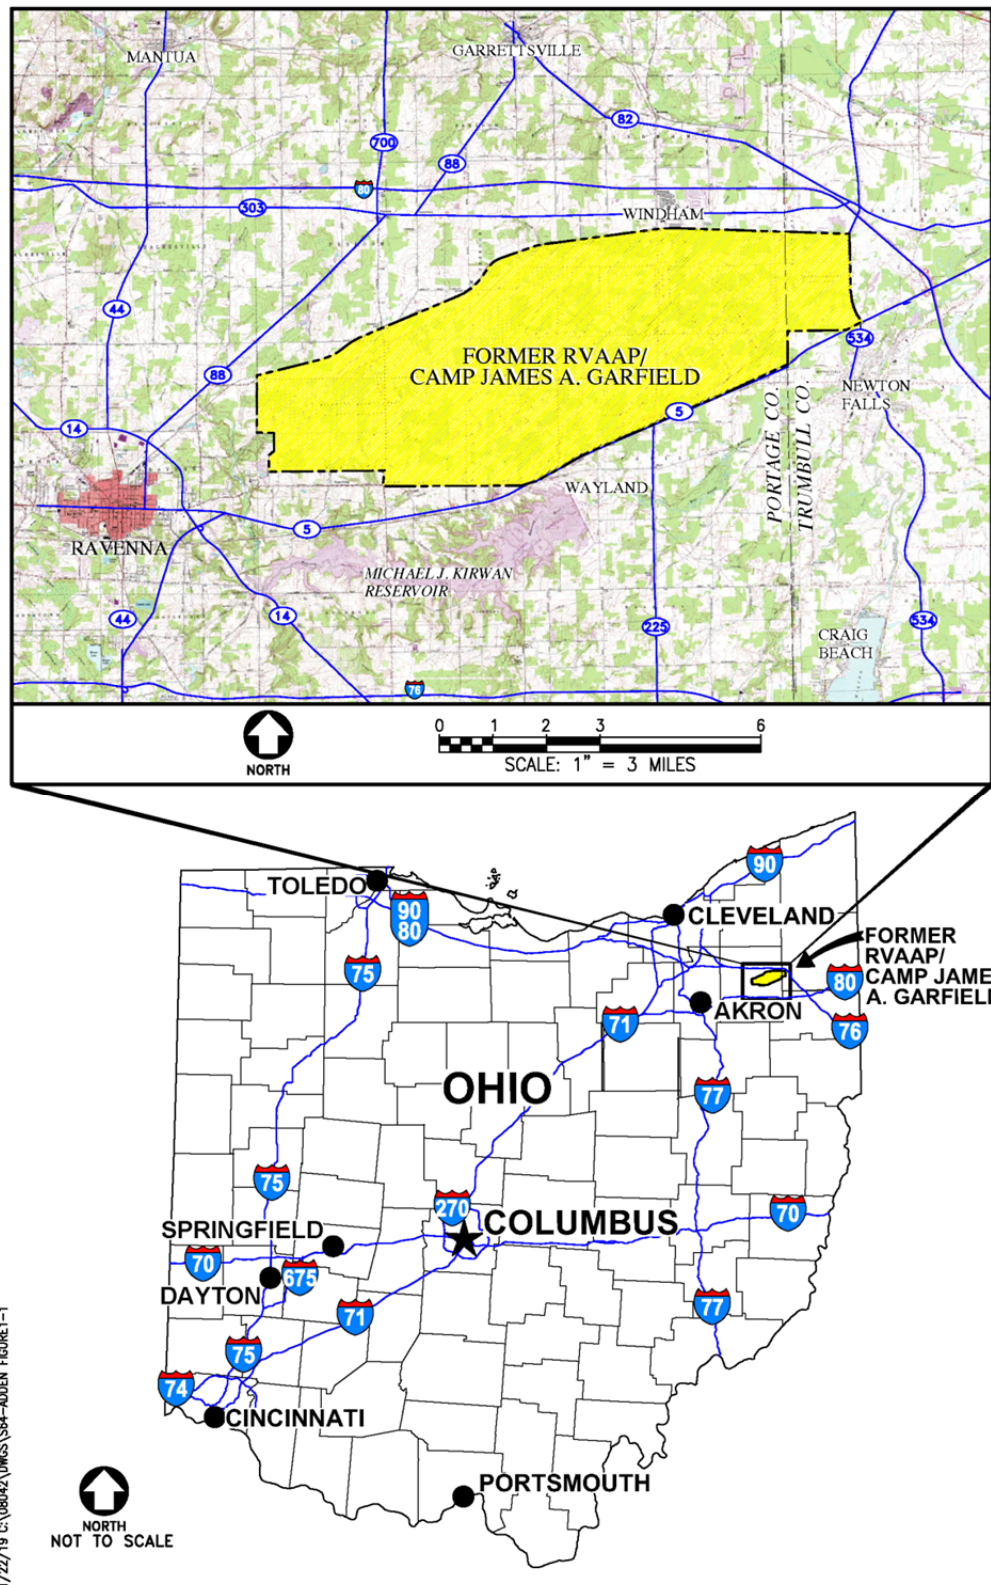 MANTUA
GARRETTSVILLE
82
700
88
80
303
WINDHAM
44
88
FORMER RVAAP/
CAMP JAMES A. GARFIELD
534
NEWTON
FALLS
5
14
PORTAGE CO.
TRUMBULL CO.
WAYLAND
5
RAVENNA
MICHAEL J. KIRWAN
RESERVOIR
44
14
225
534
CRAIG
BEACH
76
NORTH
0 1 2 3 6
SCALE: 1" = 3 MILES
90
TOLEDO
90
80
CLEVELAND
FORMER
RVAAP/
CAMP JAME
A. GARFIEL
75
80
AKRON
71
76
OHIO
77
75
270
70
SPRINGFIELD
COLUMBUS
70
675
DAYTON
71
77
75
74
CINCINNATI
PORTSMOUTH
NORTH
NOT TO SCALE